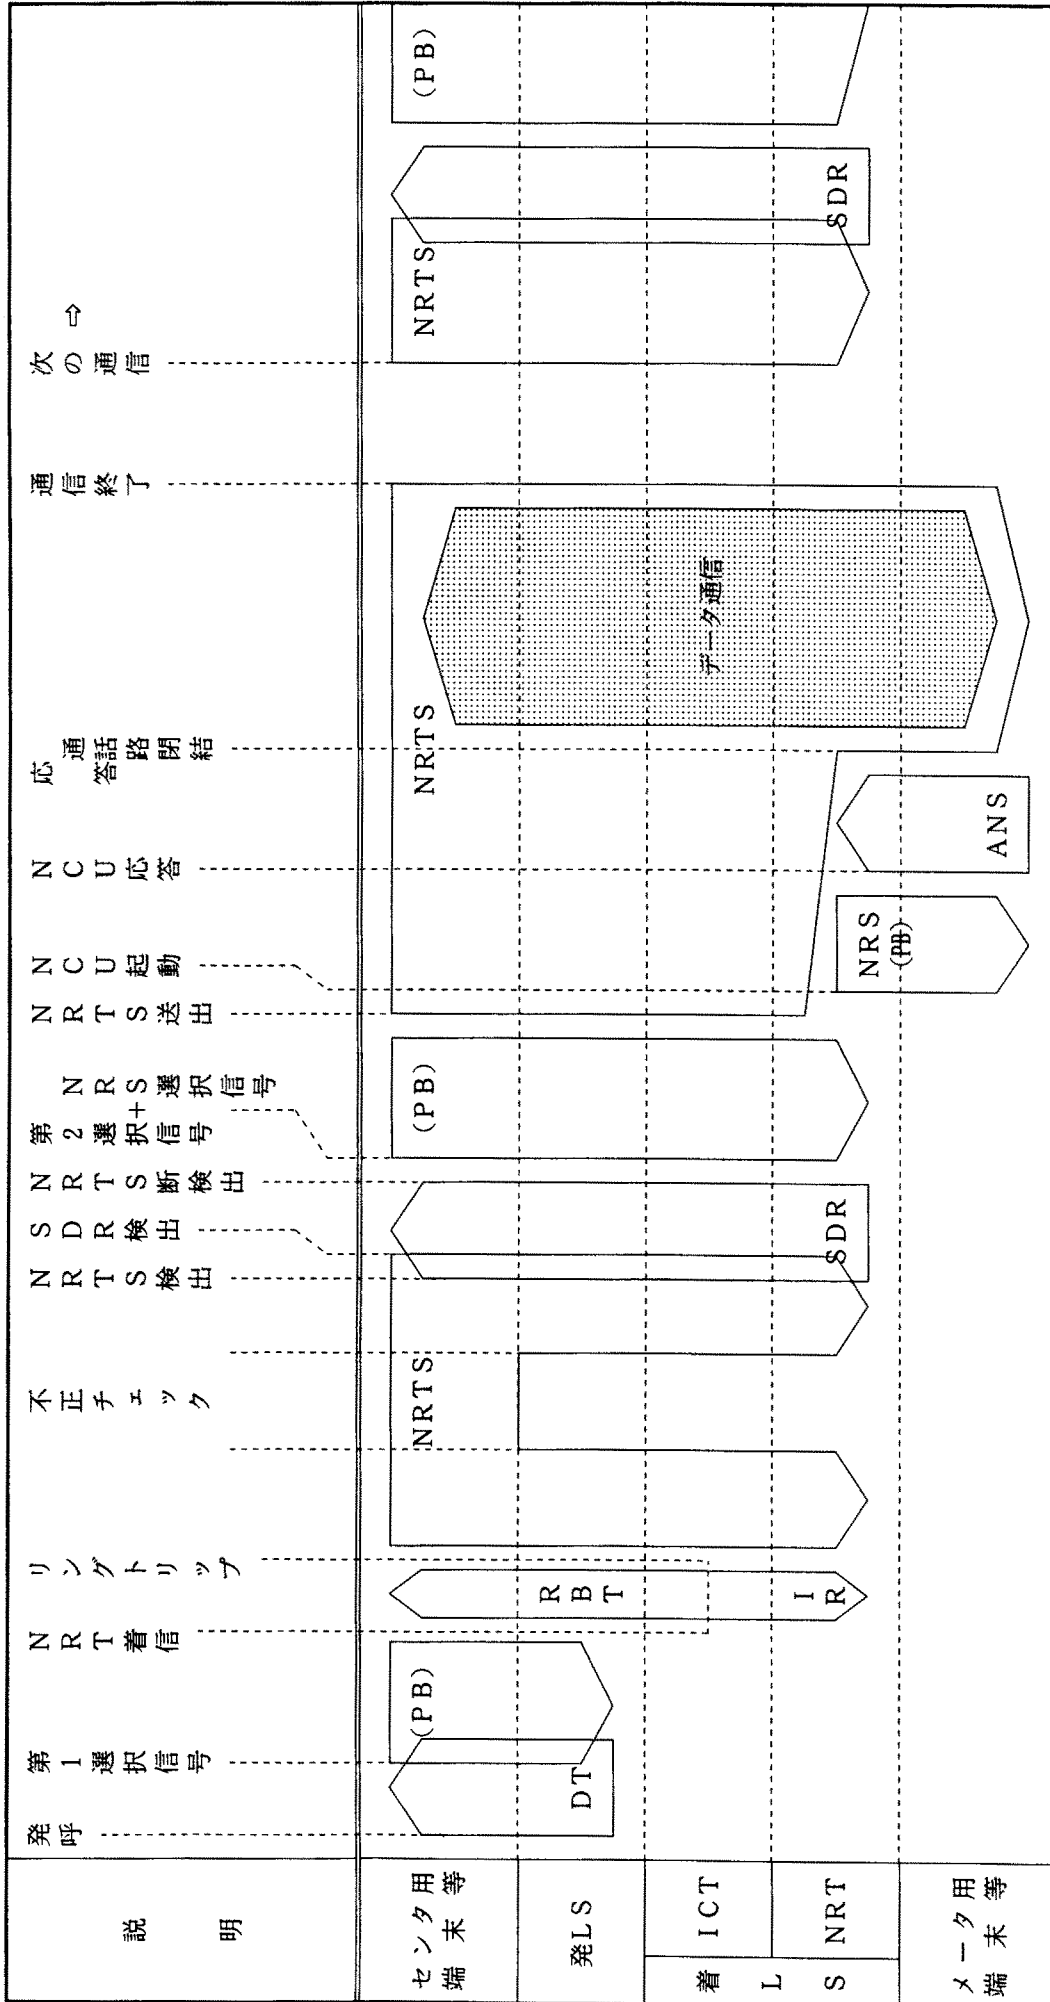 説明
発呼
第1選択信号
NRT着信
リングトリップ
不正チェック
NRTS検出
SDR検出
NRTS断検出
第2選択信号
+
NRS選択信号
NRTS送出
NCU起動
NCU応答
応答
通話路閉結
通信終了
次の通信
⇨
センタ用
端末等
DT
(PB)
NRTS
SDR
(PB)
NRTS
データ通信
NRTS
SDR
(PB)
発LS
RBT
IR
着LS
ICT
NRT
NRS
(PB)
ANS
メータ用
端末等